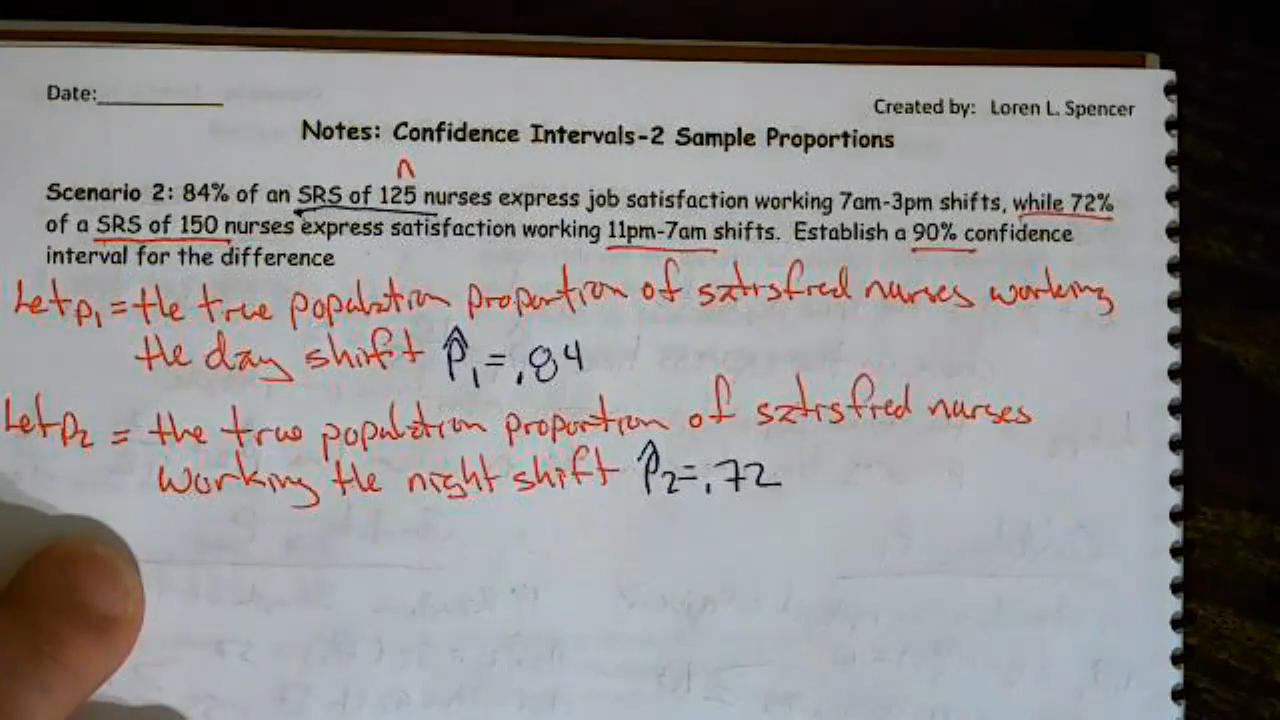 Date:__________
Created by: Loren L. Spencer
Notes: Confidence Intervals-2 Sample Proportions
n
Scenario 2: 84% of an SRS of 125 nurses express job satisfaction working 7am-3pm shifts, while 72%
of a SRS of 150 nurses express satisfaction working 11pm-7am shifts. Establish a 90% confidence
interval for the difference
Let p₁ = the true population proportion of satisfied nurses working
the day shift p̂₁=.84
Let p₂ = the true population proportion of satisfied nurses
working the night shift p̂₂=.72